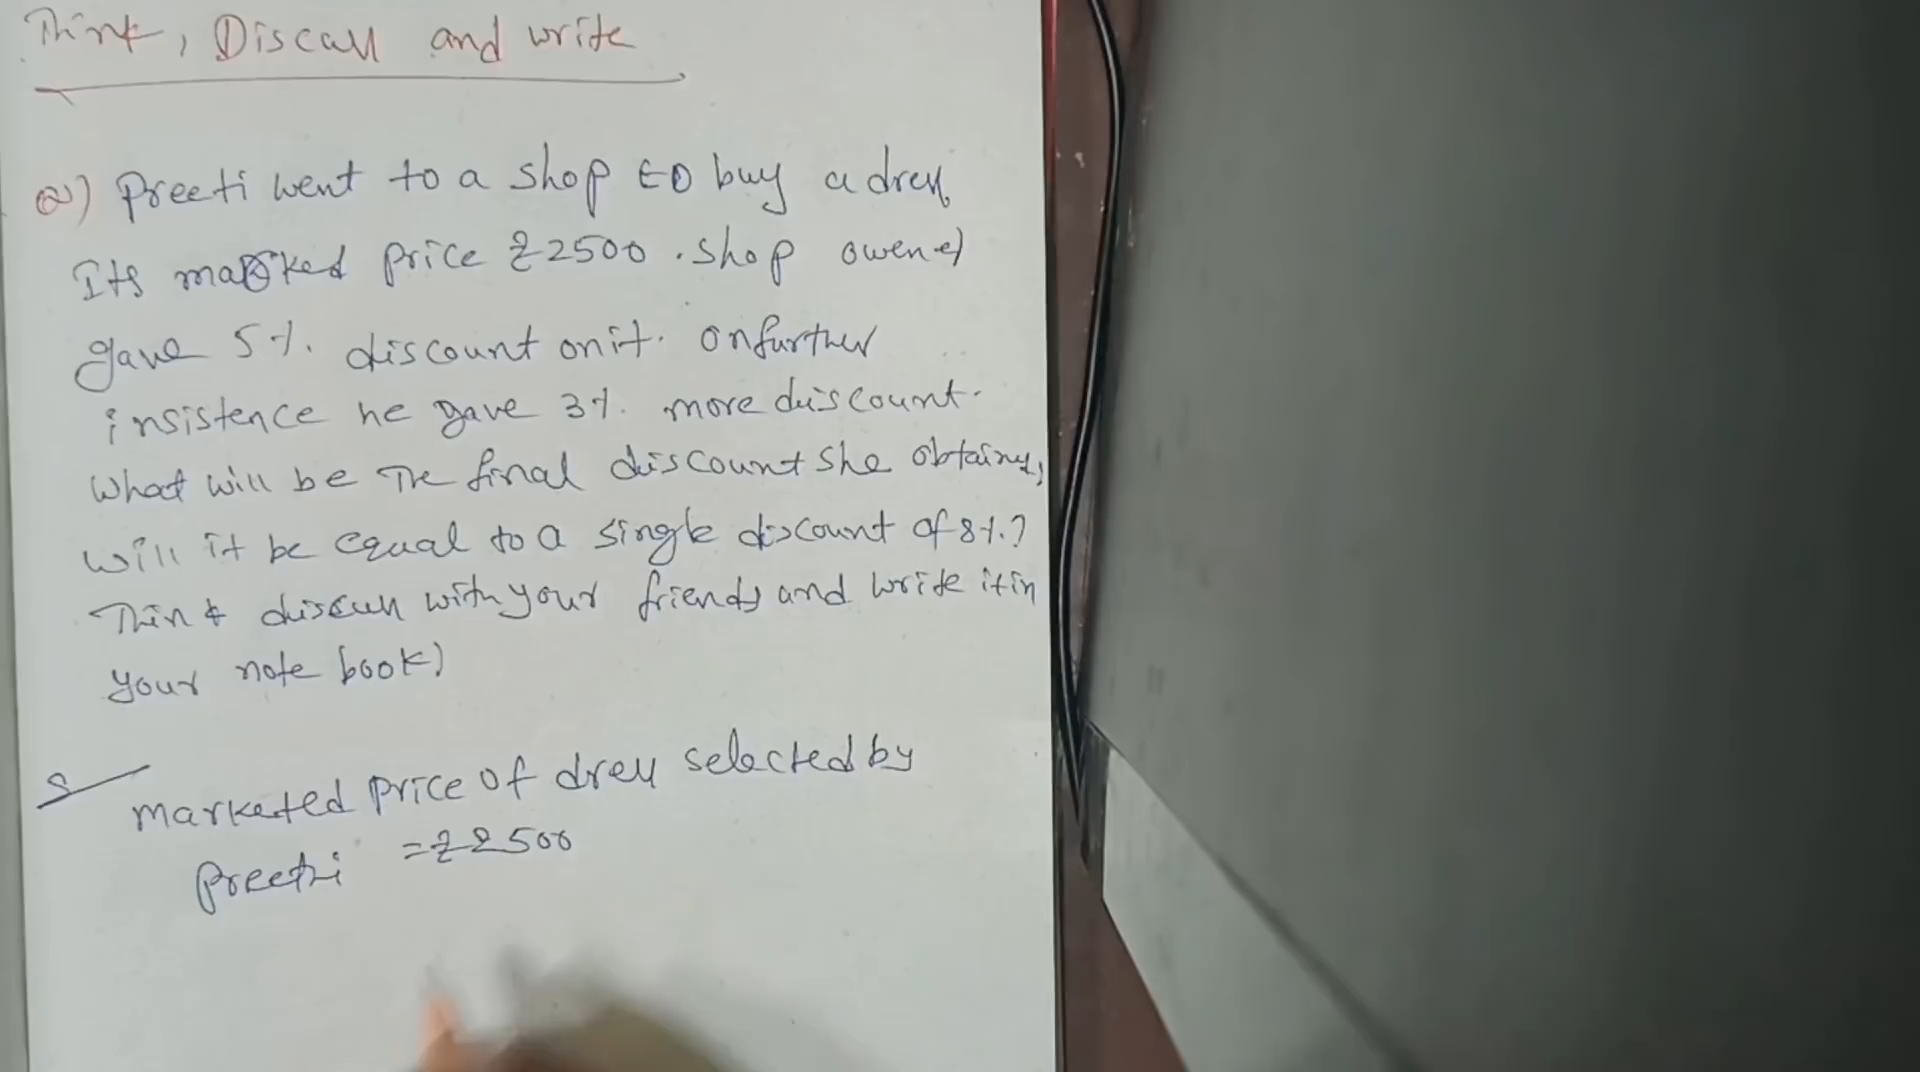 Think, Discuss and write
Q) Preeti went to a shop to buy a dress
Its marked price ₹2500 . shop owener
gave 5%. discount on it. on further
insistence he gave 3%. more discount.
What will be The final discount she obtains,
will it be equal to a single discount of 8%.?
Think discuss with your friends and write it in
your note book)
S
marketed price of dress selected by
Preethi = ₹2500